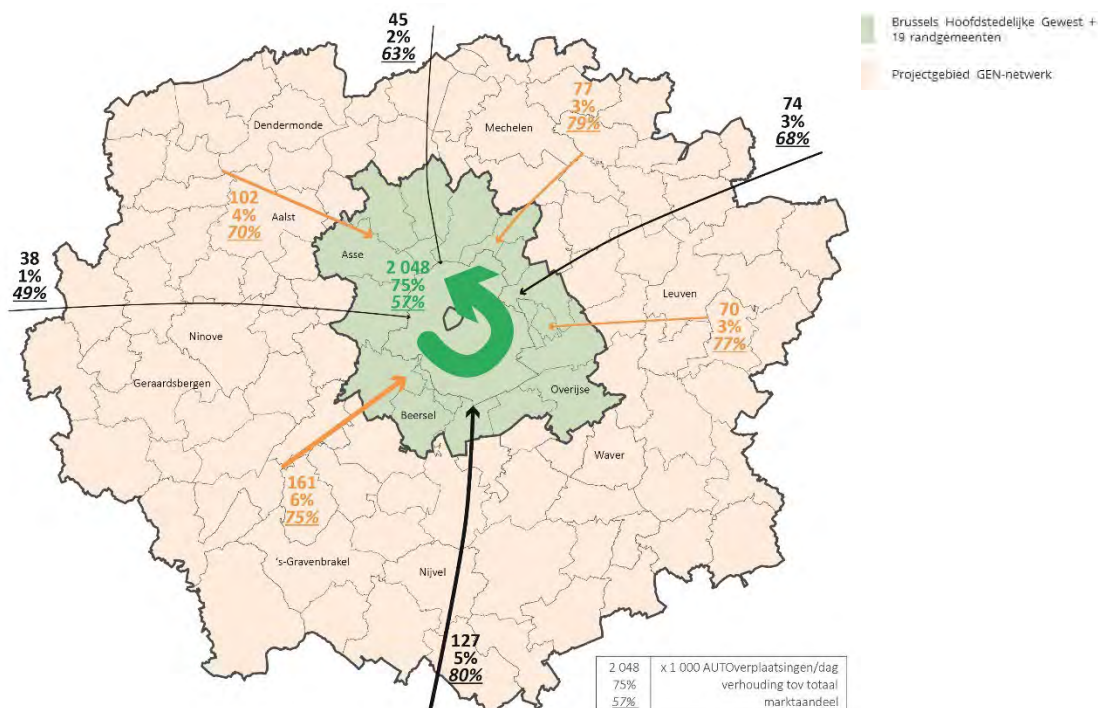 45
2%
63%
Brussels Hoofdstedelijke Gewest +
19 randgemeenten
Projectgebied GEN-netwerk
77
3%
79%
74
3%
68%
Dendermonde
Mechelen
102
4%
70%
Aalst
Asse
38
1%
49%
2 048
75%
57%
Leuven
70
3%
77%
Ninove
Geraardsbergen
Overijse
Beersel
Waver
161
6%
75%
's-Gravenbrakel
Nijvel
127
5%
80%
2 048 x 1 000 AUTOverplaatsingen/dag
75% verhouding tov totaal
57% marktaandeel